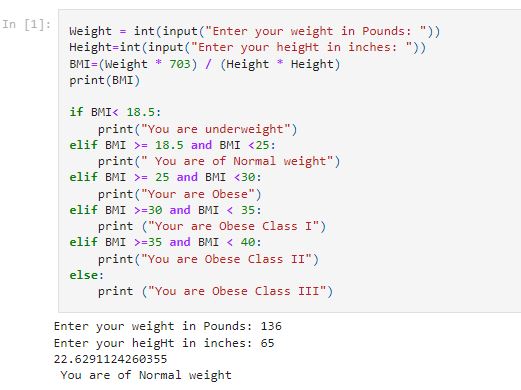 In [1]:
Weight = int(input("Enter your weight in Pounds: "))
Height=int(input("Enter your heigHt in inches: "))
BMI=(Weight * 703) / (Height * Height)
print(BMI)
if BMI< 18.5:
    print("You are underweight")
elif BMI >= 18.5 and BMI <25:
    print(" You are of Normal weight")
elif BMI >= 25 and BMI <30:
    print("Your are Obese")
elif BMI >=30 and BMI < 35:
    print ("Your are Obese Class I")
elif BMI >=35 and BMI < 40:
    print("You are Obese Class II")
else:
    print ("You are Obese Class III")
Enter your weight in Pounds: 136
Enter your heigHt in inches: 65
22.6291124260355
 You are of Normal weight